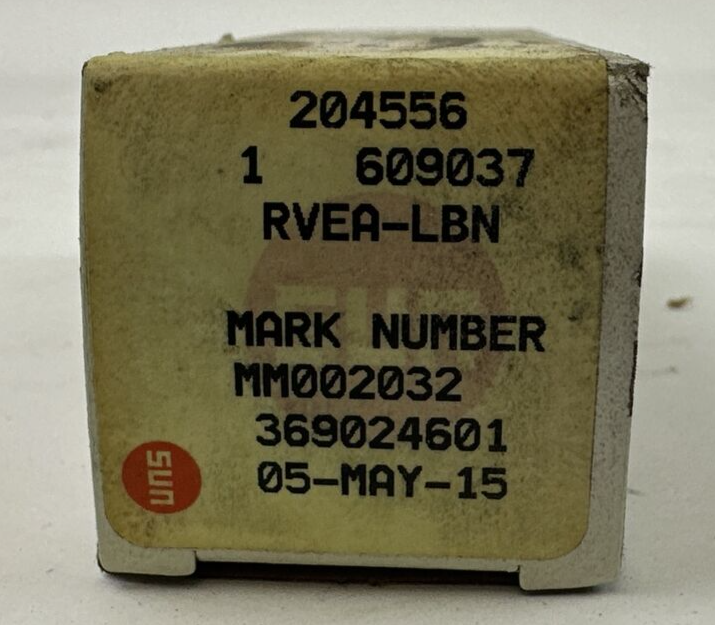 204556
1 609037
RVEA-LBN
MARK NUMBER
MM002032
369024601
05-MAY-15
sun